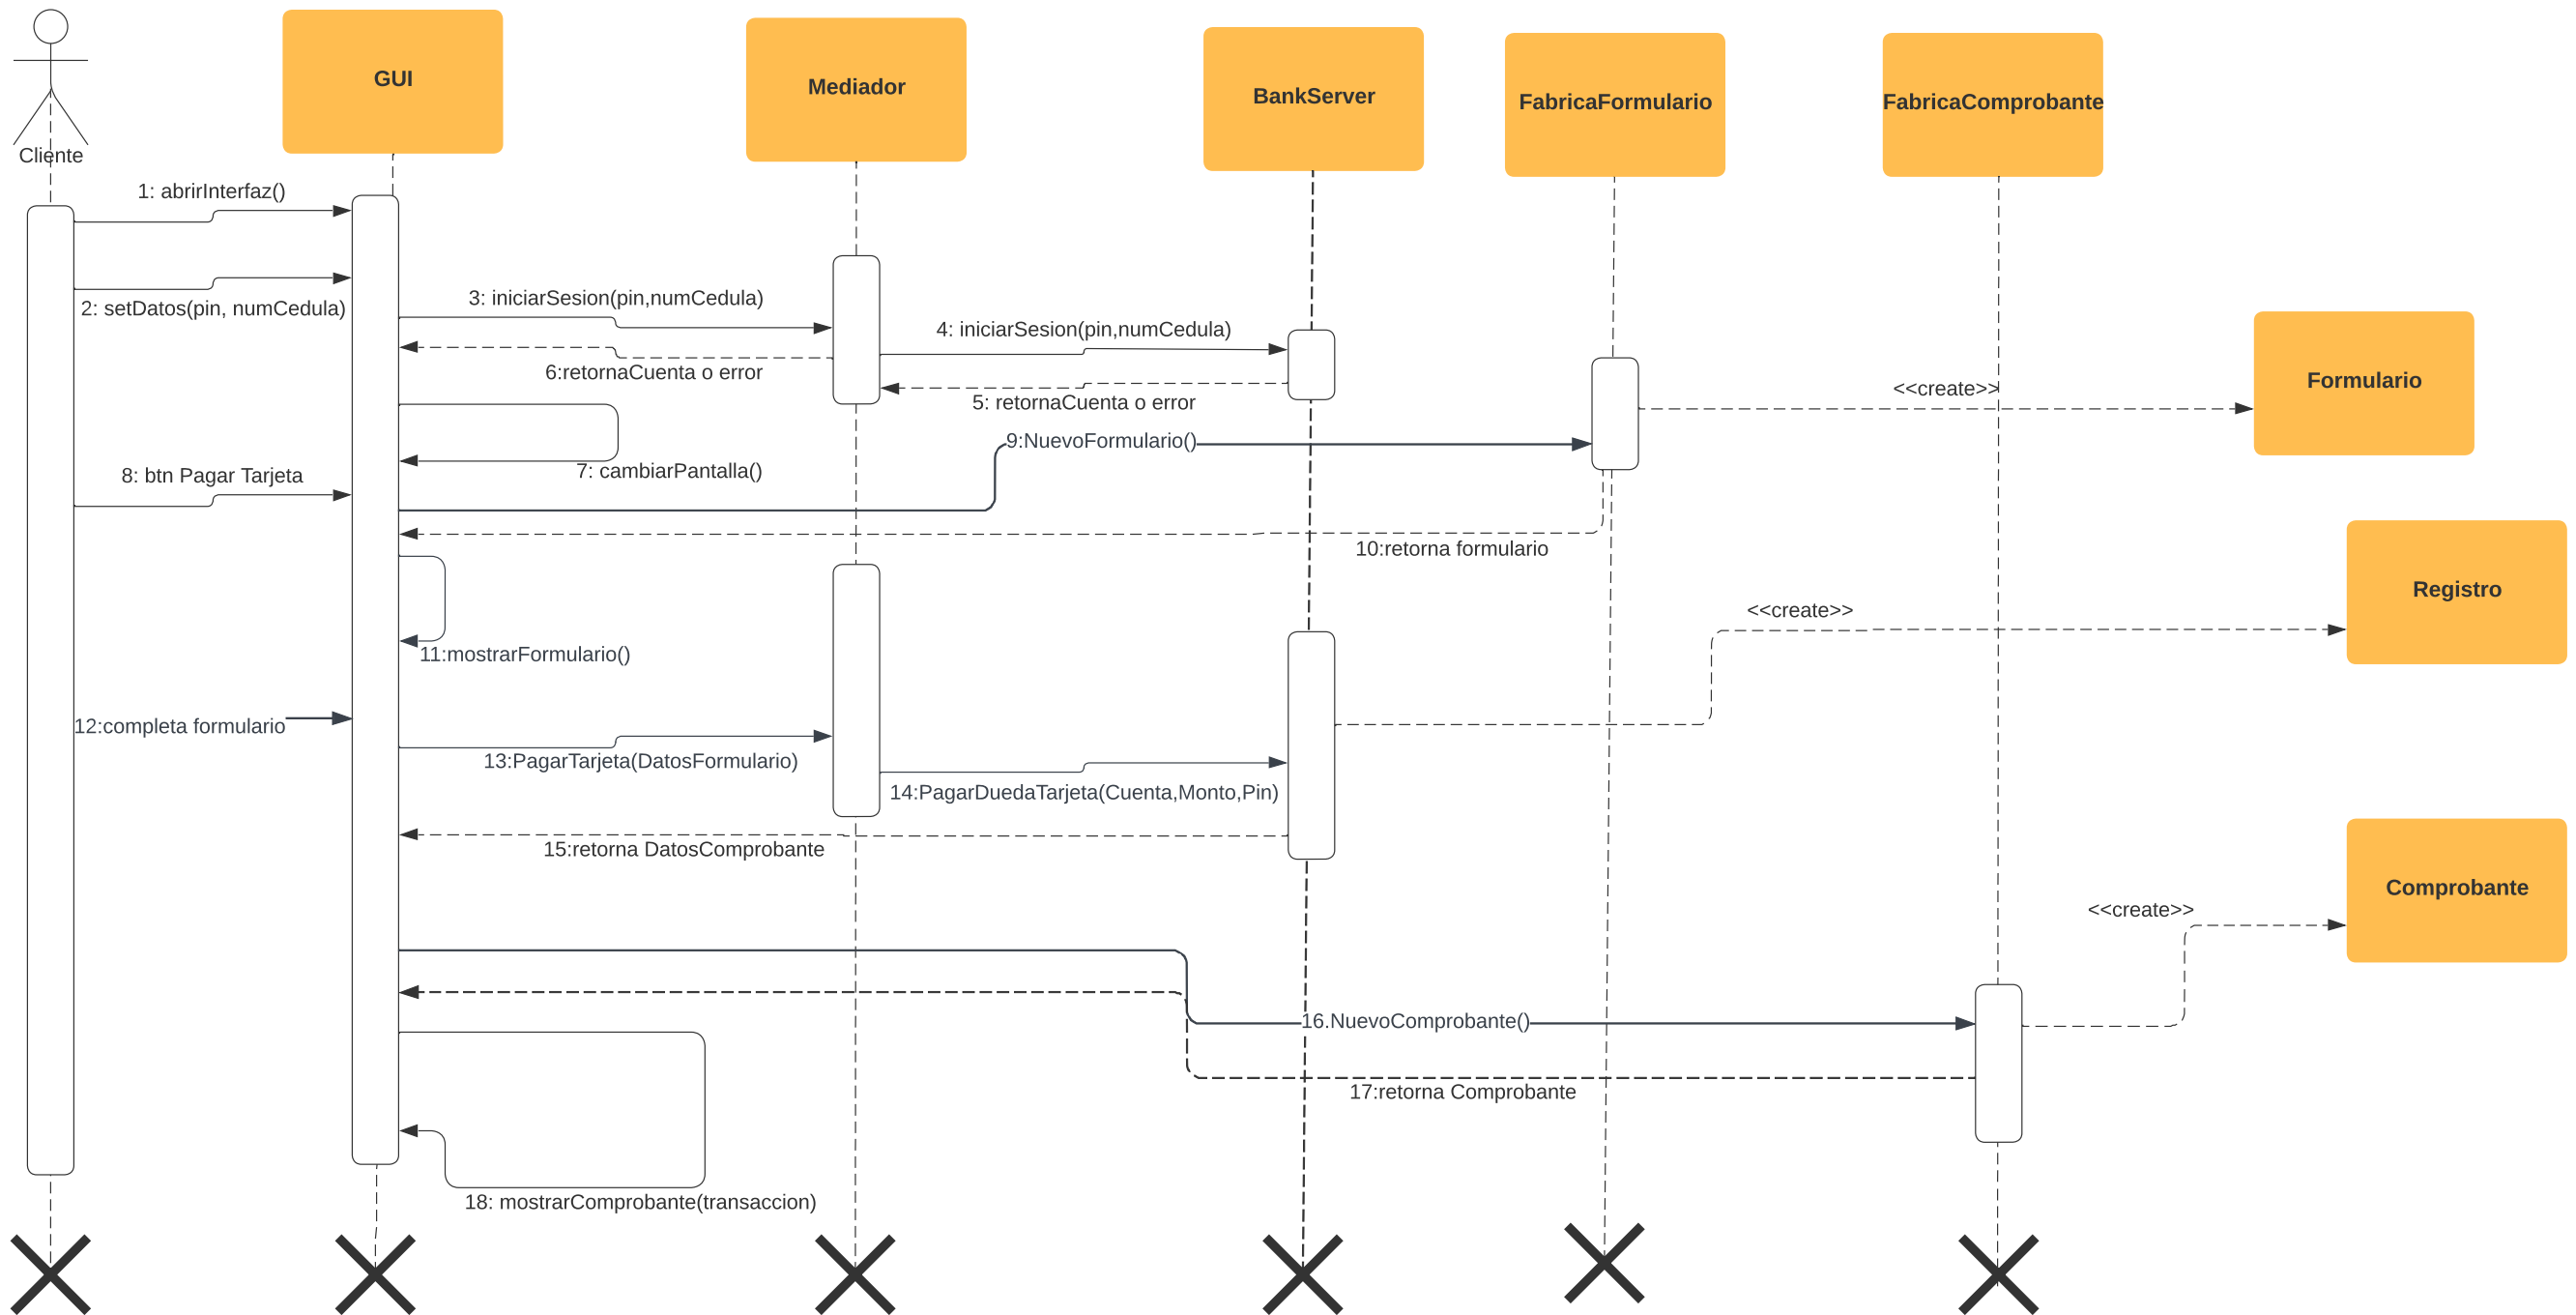 GUI
Mediador
BankServer
FabricaFormulario
FabricaComprobante
Cliente
1: abrirInterfaz()
2: setDatos(pin, numCedula)
3: iniciarSesion(pin,numCedula)
4: iniciarSesion(pin,numCedula)
6:retornaCuenta o error
5: retornaCuenta o error
<<create>>
Formulario
9:NuevoFormulario()
7: cambiarPantalla()
8: btn Pagar Tarjeta
10:retorna formulario
Registro
<<create>>
11:mostrarFormulario()
12:completa formulario
13:PagarTarjeta(DatosFormulario)
14:PagarDuedaTarjeta(Cuenta,Monto,Pin)
15:retorna DatosComprobante
Comprobante
<<create>>
16.NuevoComprobante()
17:retorna Comprobante
18: mostrarComprobante(transaccion)